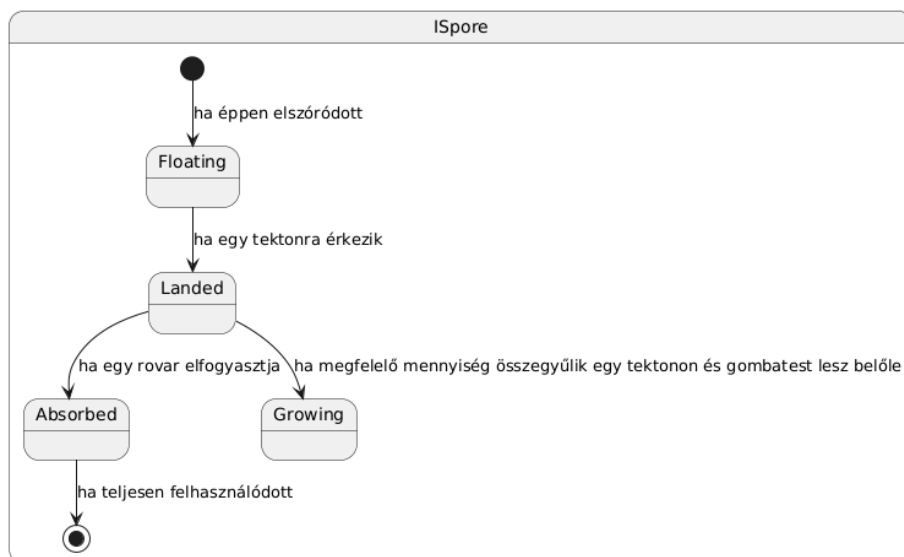 ISpore
ha éppen elszóródott
Floating
ha egy tektonra érkezik
Landed
ha egy rovar elfogyasztja
ha megfelelő mennyiség összegyűlik egy tektonon és gombatest lesz belőle
Absorbed
Growing
ha teljesen felhasználódott